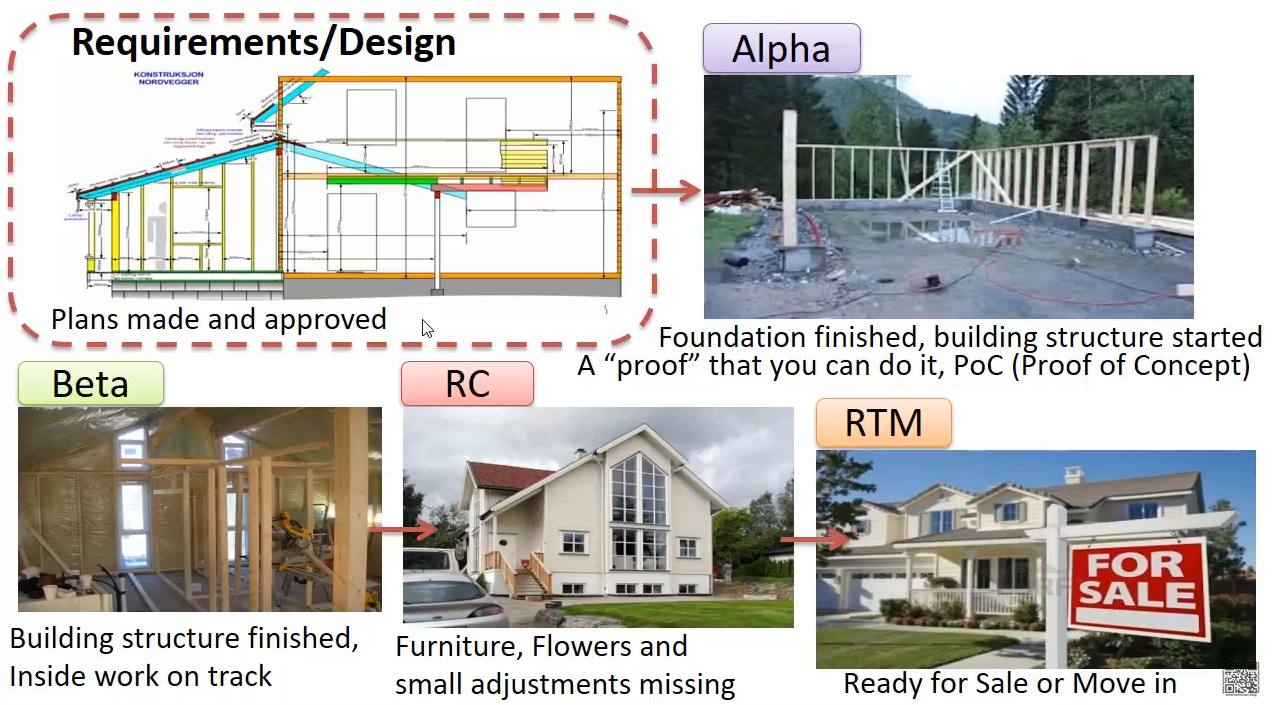 Requirements/Design
KONSTRUKSJON
NORDVEGGER
Plans made and approved
Alpha
Foundation finished, building structure started
A “proof” that you can do it, PoC (Proof of Concept)
Beta
Building structure finished,
Inside work on track
RC
Furniture, Flowers and
small adjustments missing
RTM
FOR
SALE
Ready for Sale or Move in